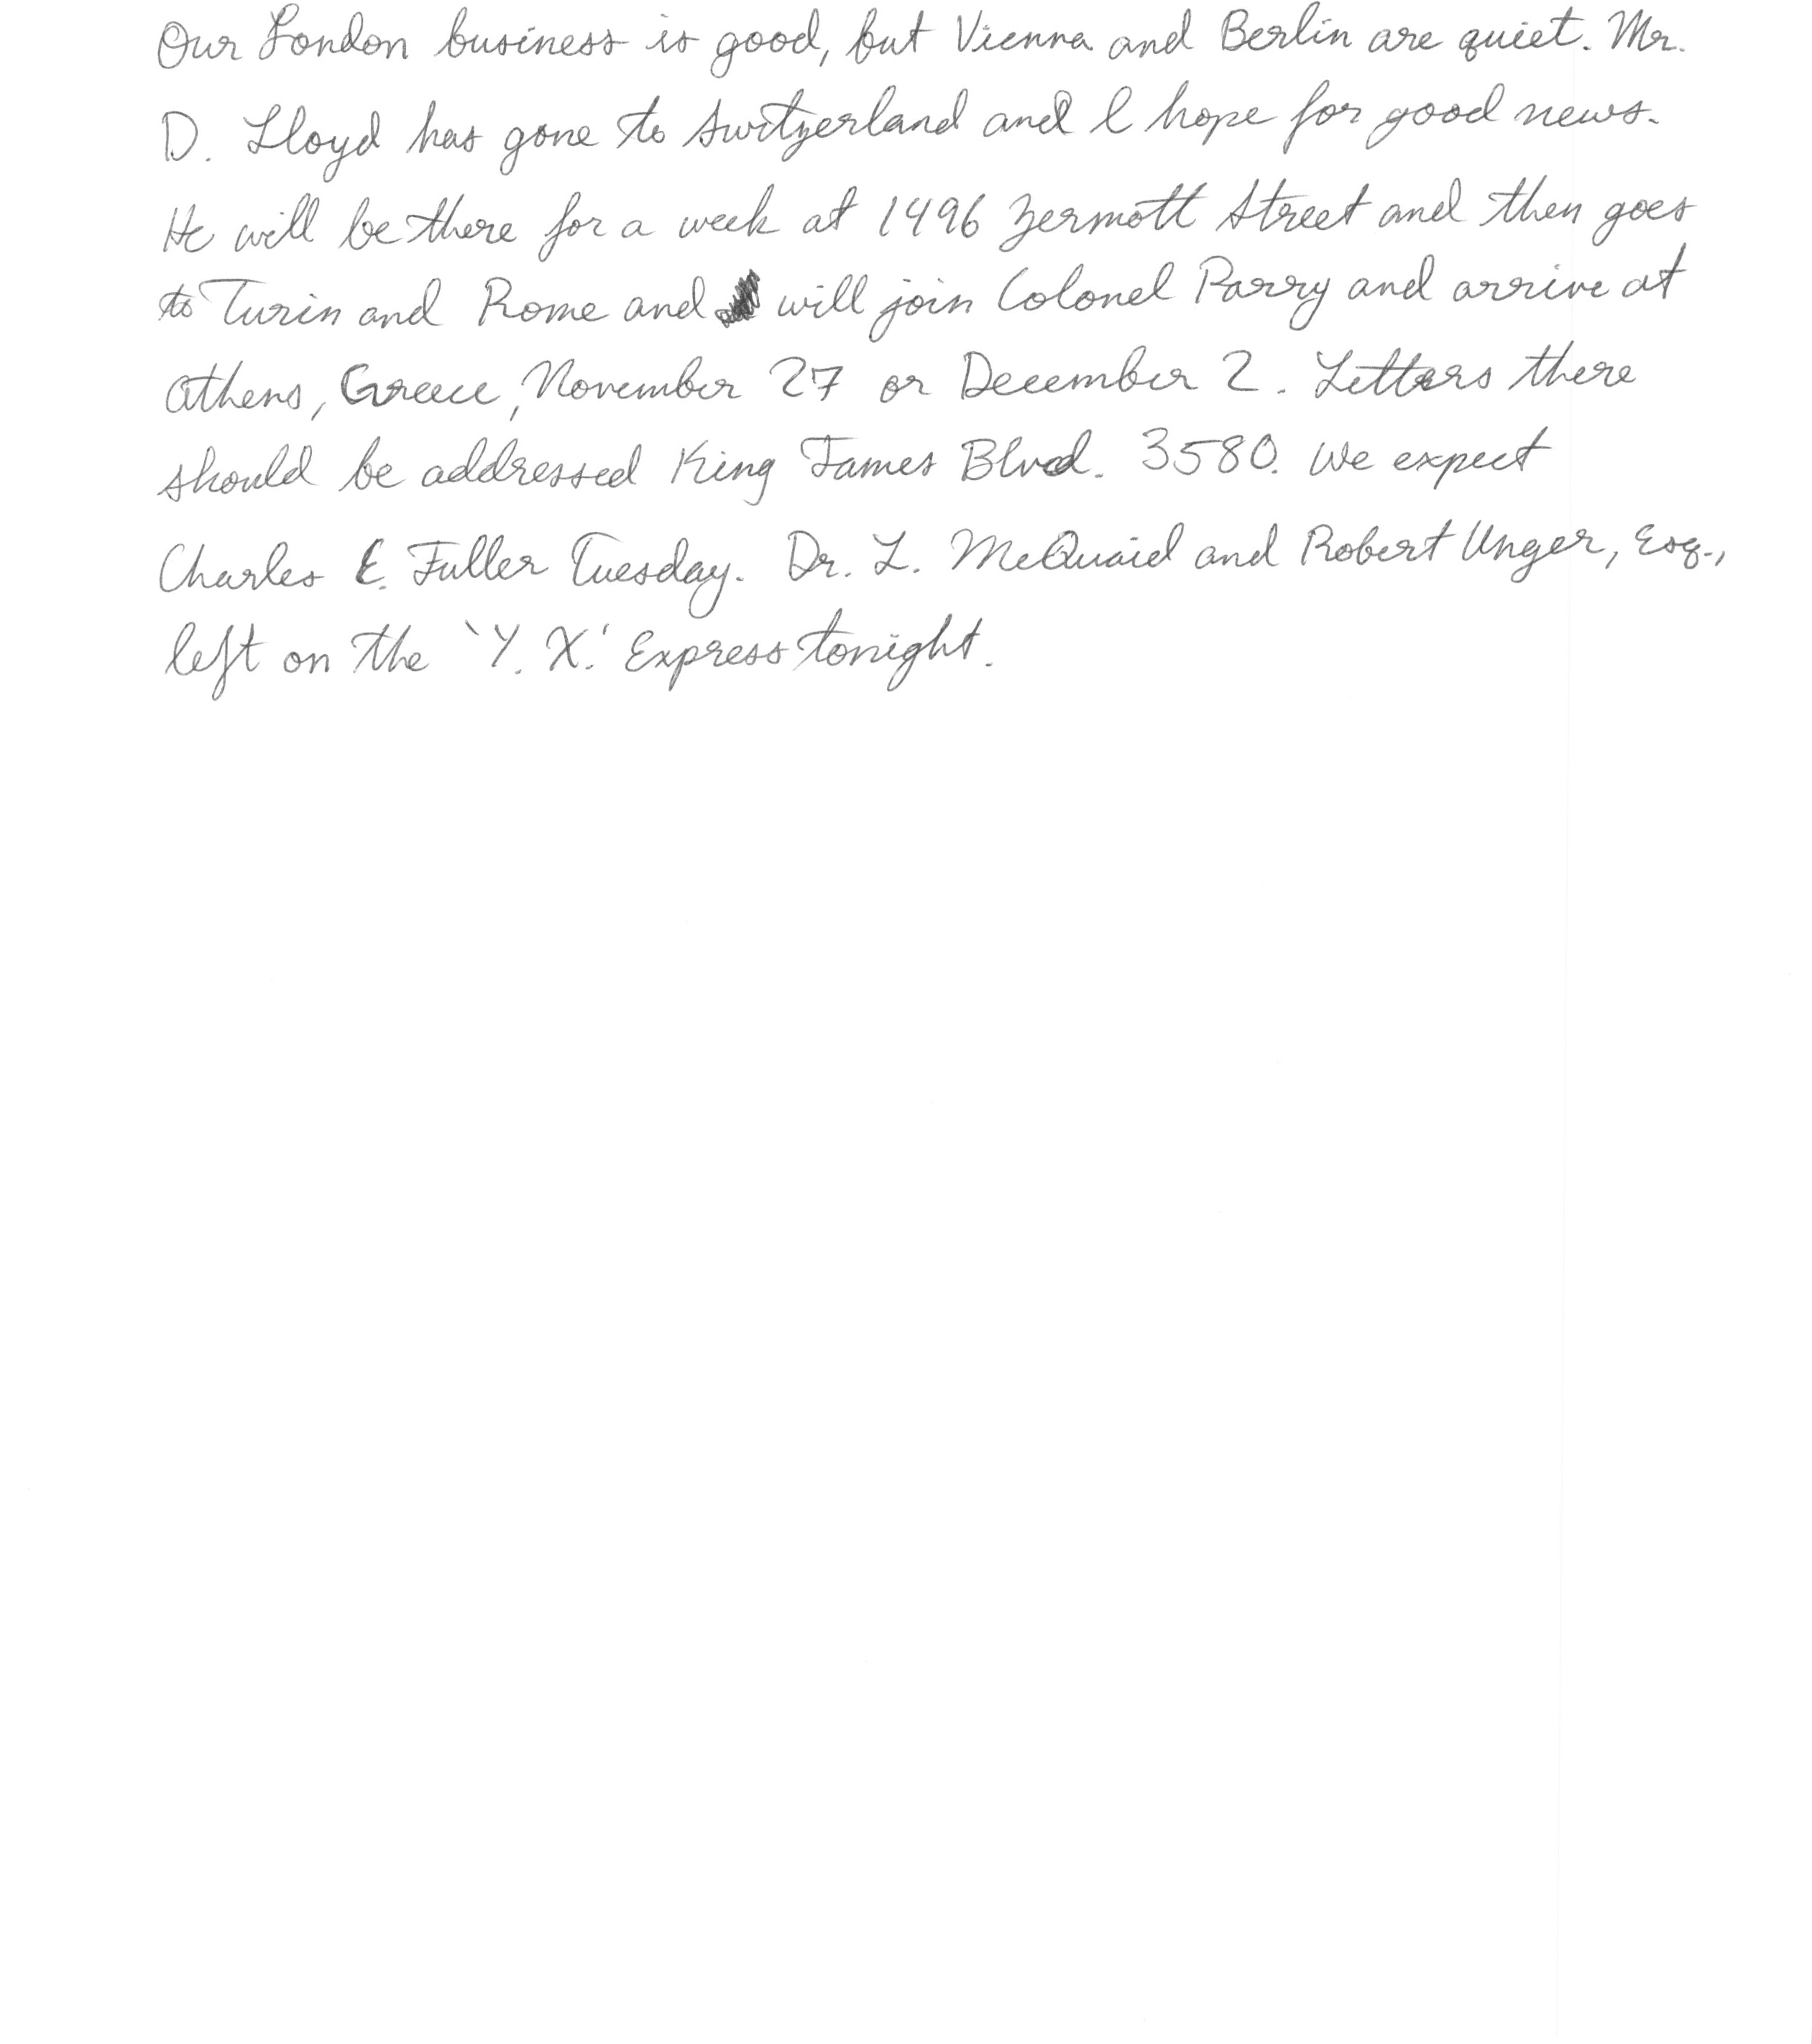 Our London business is good, but Vienna and Berlin are quiet. Mr.
D. Lloyd has gone to Switzerland and I hope for good news.
He will be there for a week at 1496 Zermott Street and then goes
to Turin and Rome and will join Colonel Parry and arrive at
Athens, Greece, November 27 or December 2. Letters there
should be addressed King James Blvd. 3580. We expect
Charles E. Fuller Tuesday. Dr. L. McQuaid and Robert Unger, Esq.,
left on the 'Y. X.' Express tonight.